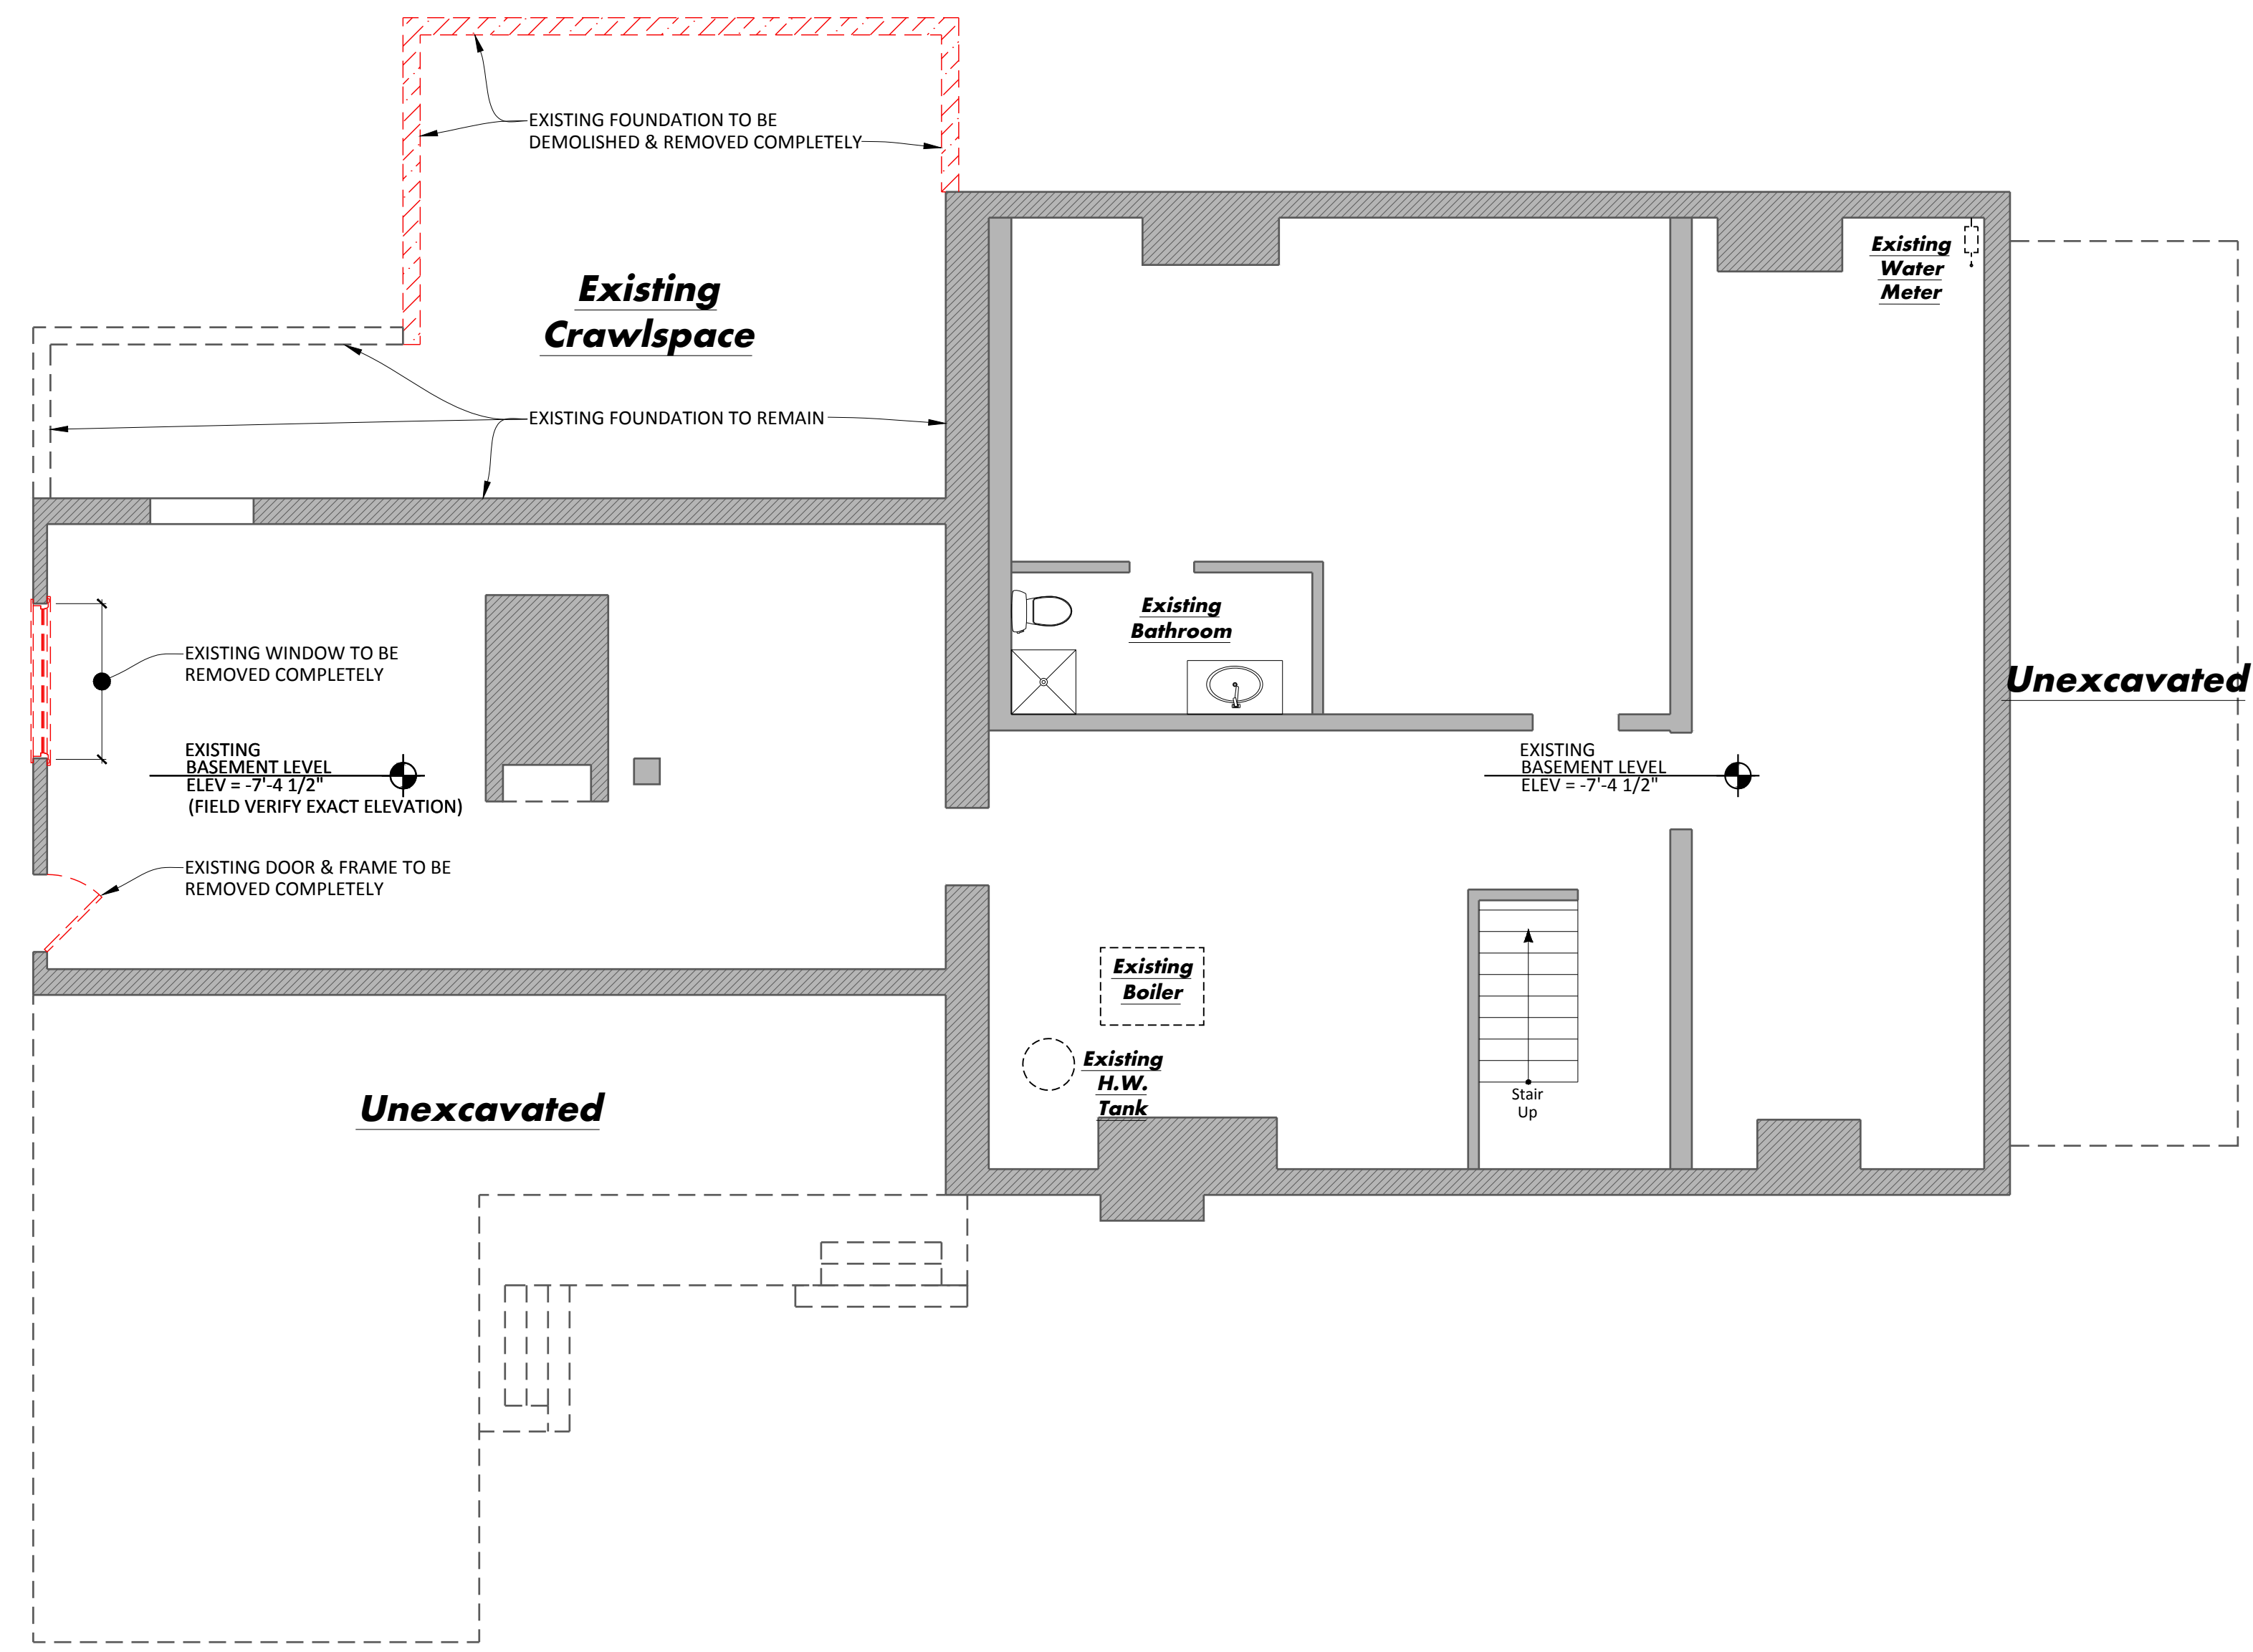 EXISTING FOUNDATION TO BE
DEMOLISHED & REMOVED COMPLETELY
Existing
Crawlspace
EXISTING FOUNDATION TO REMAIN
Existing
Water
Meter
Existing
Bathroom
EXISTING WINDOW TO BE
REMOVED COMPLETELY
Unexcavated
EXISTING
BASEMENT LEVEL
ELEV = -7'-4 1/2"
(FIELD VERIFY EXACT ELEVATION)
EXISTING
BASEMENT LEVEL
ELEV = -7'-4 1/2"
EXISTING DOOR & FRAME TO BE
REMOVED COMPLETELY
Existing
Boiler
Existing
H.W.
Tank
Stair
Up
Unexcavated